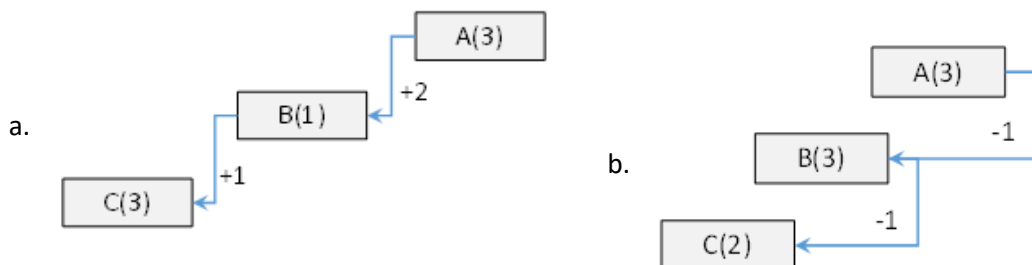 a.
A(3)
+2
B(1)
+1
C(3)
b.
A(3)
-1
B(3)
-1
C(2)